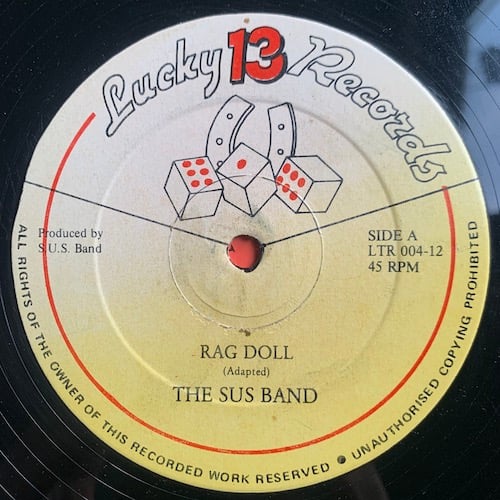 Lucky 13 Records
Produced by
S.U.S. Band
SIDE A
LTR 004-12
45 RPM
RAG DOLL
(Adapted)
THE SUS BAND
ALL RIGHTS OF THE OWNER OF THIS RECORDED WORK RESERVED ● UNAUTHORISED COPYING PROHIBITED